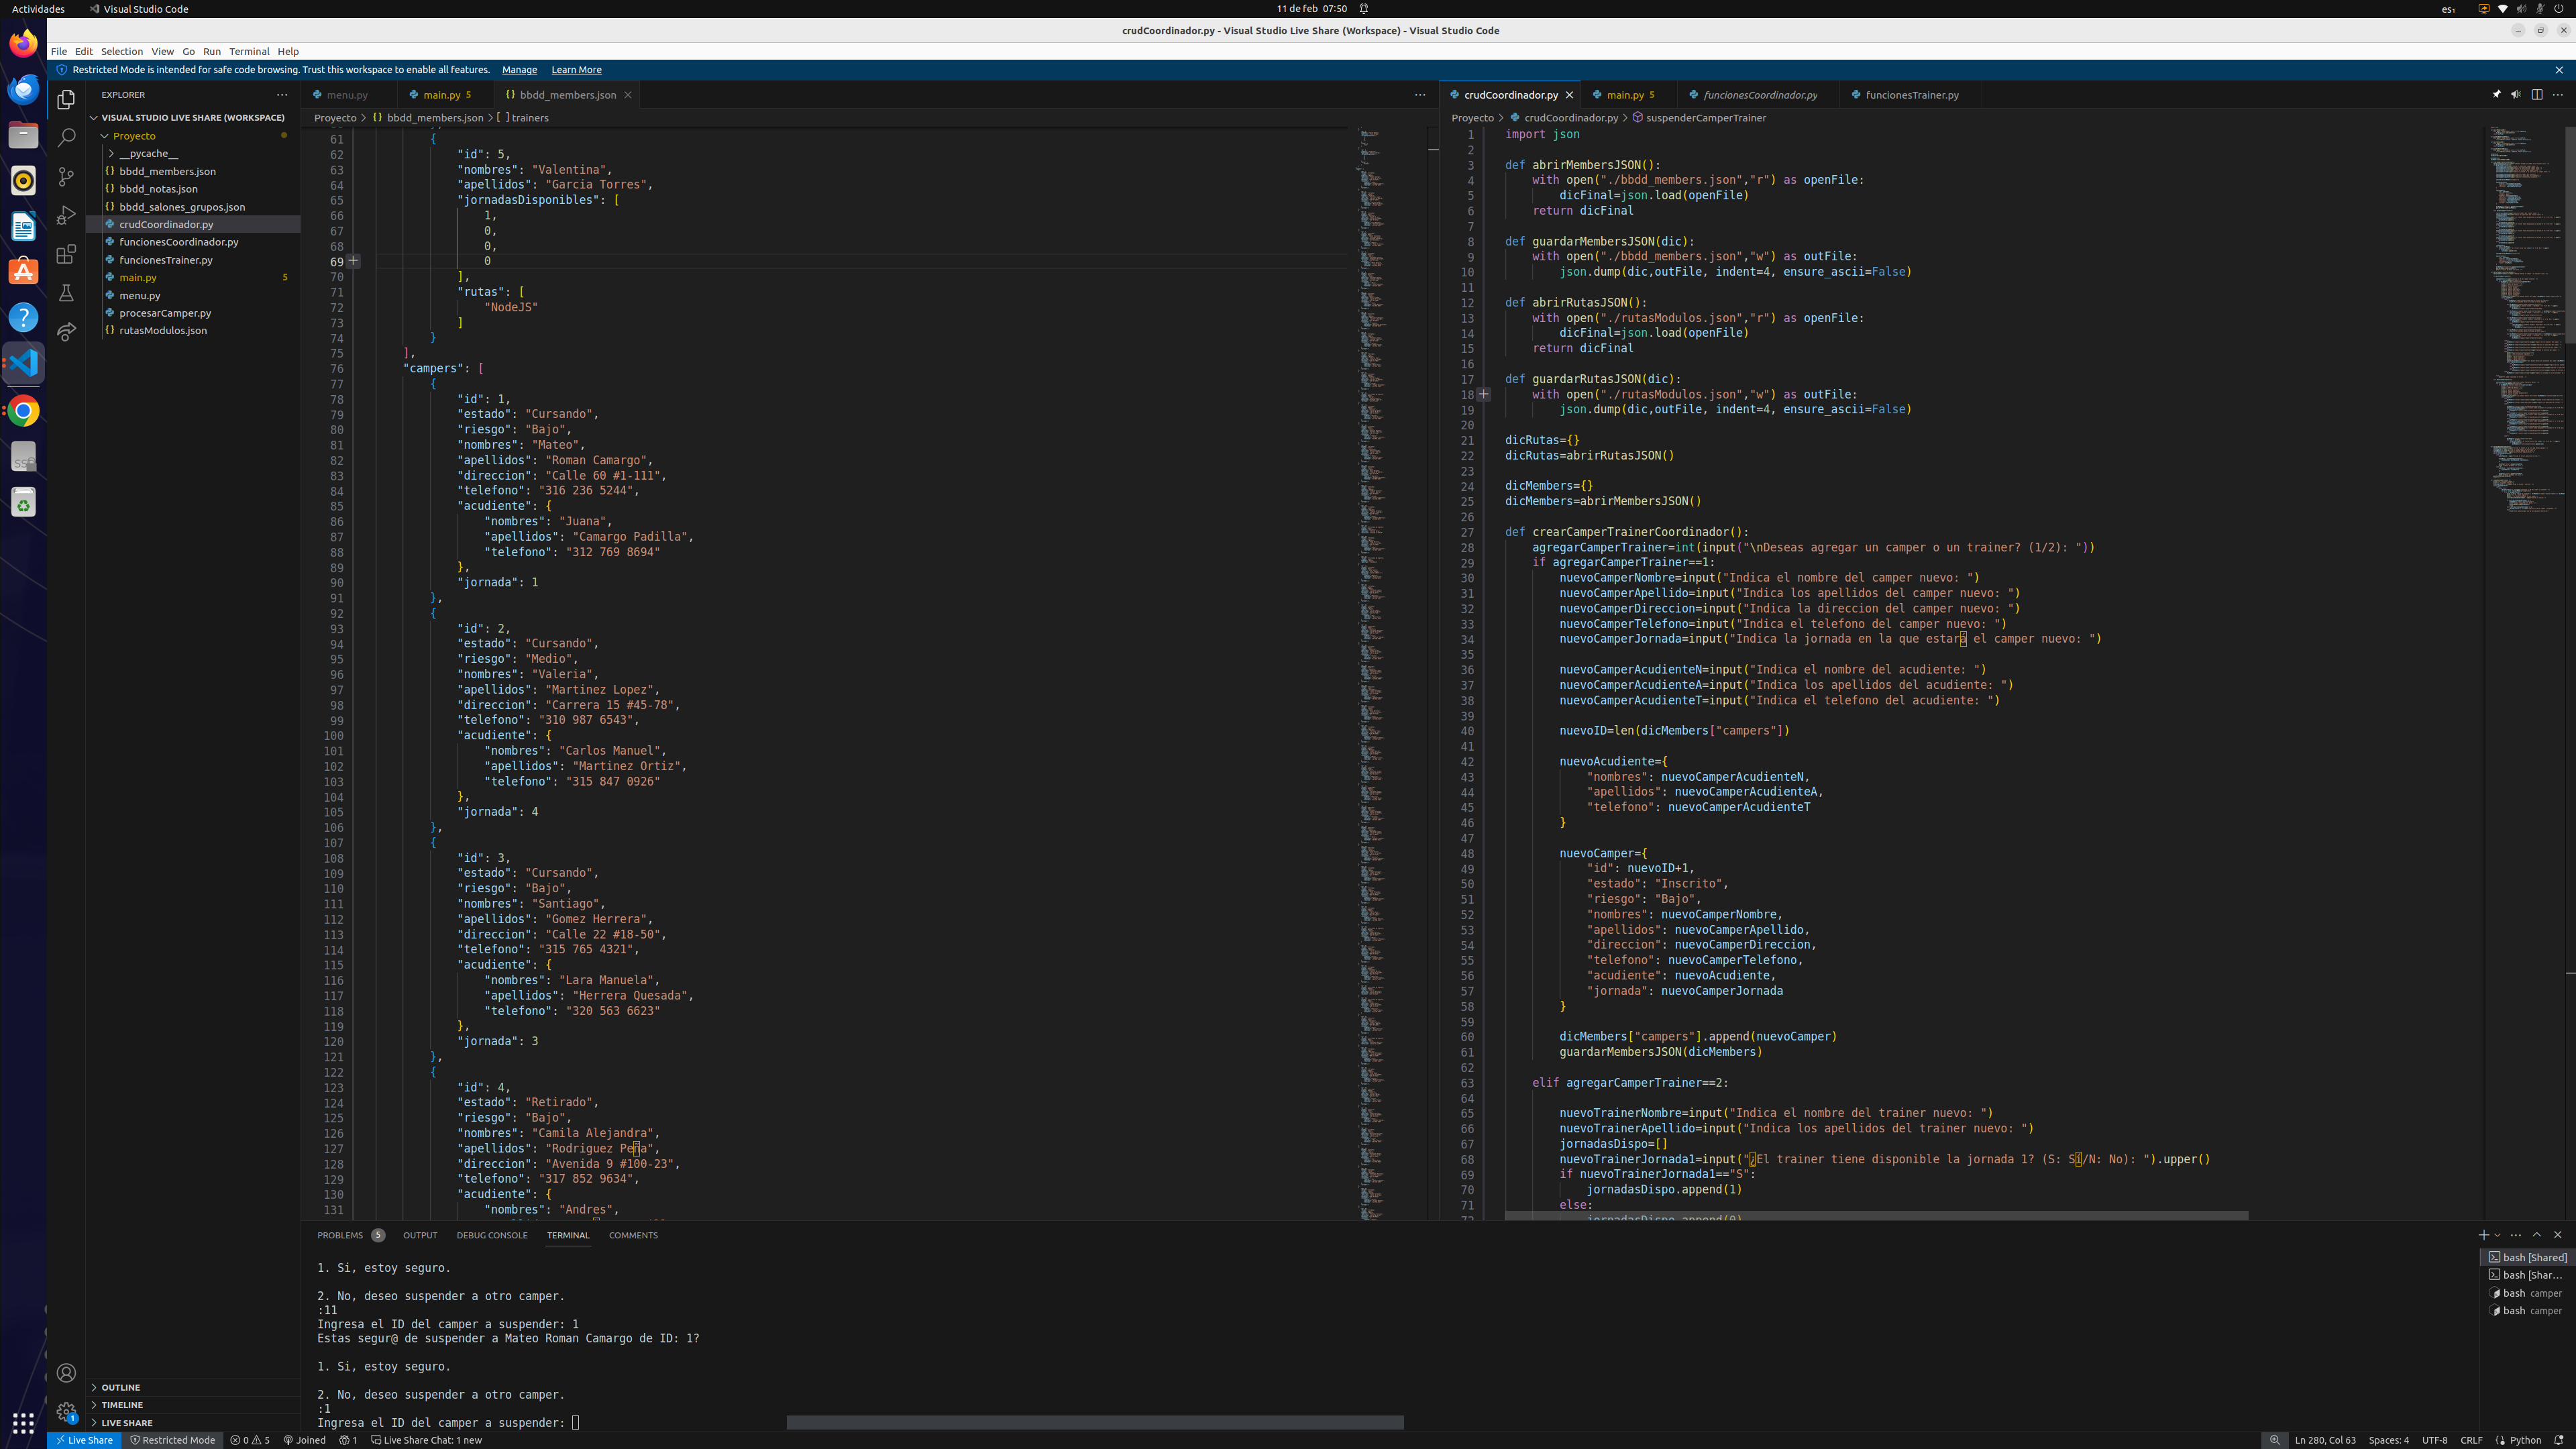 Actividades
Visual Studio Code
11 de feb 07:50
es₁
crudCoordinador.py - Visual Studio Live Share (Workspace) - Visual Studio Code
File Edit Selection View Go Run Terminal Help
Restricted Mode is intended for safe code browsing. Trust this workspace to enable all features. Manage Learn More
EXPLORER
VISUAL STUDIO LIVE SHARE (WORKSPACE)
Proyecto
__pycache__
bbdd_members.json
bbdd_notas.json
bbdd_salones_grupos.json
crudCoordinador.py
funcionesCoordinador.py
funcionesTrainer.py
main.py 5
menu.py
procesarCamper.py
rutasModulos.json
OUTLINE
TIMELINE
LIVE SHARE
menu.py main.py 5 bbdd_members.json
Proyecto > bbdd_members.json > [ ] trainers
61 {
62 "id": 5,
63 "nombres": "Valentina",
64 "apellidos": "Garcia Torres",
65 "jornadasDisponibles": [
66 1,
67 0,
68 0,
69 0
70 ],
71 "rutas": [
72 "NodeJS"
73 ]
74 }
75 ],
76 "campers": [
77 {
78 "id": 1,
79 "estado": "Cursando",
80 "riesgo": "Bajo",
81 "nombres": "Mateo",
82 "apellidos": "Roman Camargo",
83 "direccion": "Calle 60 #1-111",
84 "telefono": "316 236 5244",
85 "acudiente": {
86 "nombres": "Juana",
87 "apellidos": "Camargo Padilla",
88 "telefono": "312 769 8694"
89 },
90 "jornada": 1
91 },
92 {
93 "id": 2,
94 "estado": "Cursando",
95 "riesgo": "Medio",
96 "nombres": "Valeria",
97 "apellidos": "Martinez Lopez",
98 "direccion": "Carrera 15 #45-78",
99 "telefono": "310 987 6543",
100 "acudiente": {
101 "nombres": "Carlos Manuel",
102 "apellidos": "Martinez Ortiz",
103 "telefono": "315 847 0926"
104 },
105 "jornada": 4
106 },
107 {
108 "id": 3,
109 "estado": "Cursando",
110 "riesgo": "Bajo",
111 "nombres": "Santiago",
112 "apellidos": "Gomez Herrera",
113 "direccion": "Calle 22 #18-50",
114 "telefono": "315 765 4321",
115 "acudiente": {
116 "nombres": "Lara Manuela",
117 "apellidos": "Herrera Quesada",
118 "telefono": "320 563 6623"
119 },
120 "jornada": 3
121 },
122 {
123 "id": 4,
124 "estado": "Retirado",
125 "riesgo": "Bajo",
126 "nombres": "Camila Alejandra",
127 "apellidos": "Rodriguez Peña",
128 "direccion": "Avenida 9 #100-23",
129 "telefono": "317 852 9634",
130 "acudiente": {
131 "nombres": "Andres",
crudCoordinador.py main.py 5 funcionesCoordinador.py funcionesTrainer.py
Proyecto > crudCoordinador.py > suspenderCamperTrainer
1 import json
2
3 def abrirMembersJSON():
4 with open("./bbdd_members.json","r") as openFile:
5 dicFinal=json.load(openFile)
6 return dicFinal
7
8 def guardarMembersJSON(dic):
9 with open("./bbdd_members.json","w") as outFile:
10 json.dump(dic,outFile, indent=4, ensure_ascii=False)
11
12 def abrirRutasJSON():
13 with open("./rutasModulos.json","r") as openFile:
14 dicFinal=json.load(openFile)
15 return dicFinal
16
17 def guardarRutasJSON(dic):
18 with open("./rutasModulos.json","w") as outFile:
19 json.dump(dic,outFile, indent=4, ensure_ascii=False)
20
21 dicRutas={}
22 dicRutas=abrirRutasJSON()
23
24 dicMembers={}
25 dicMembers=abrirMembersJSON()
26
27 def crearCamperTrainerCoordinador():
28 agregarCamperTrainer=int(input("\nDeseas agregar un camper o un trainer? (1/2): "))
29 if agregarCamperTrainer==1:
30 nuevoCamperNombre=input("Indica el nombre del camper nuevo: ")
31 nuevoCamperApellido=input("Indica los apellidos del camper nuevo: ")
32 nuevoCamperDireccion=input("Indica la direccion del camper nuevo: ")
33 nuevoCamperTelefono=input("Indica el telefono del camper nuevo: ")
34 nuevoCamperJornada=input("Indica la jornada en la que estará el camper nuevo: ")
35
36 nuevoCamperAcudienteN=input("Indica el nombre del acudiente: ")
37 nuevoCamperAcudienteA=input("Indica los apellidos del acudiente: ")
38 nuevoCamperAcudienteT=input("Indica el telefono del acudiente: ")
39
40 nuevoID=len(dicMembers["campers"])
41
42 nuevoAcudiente={
43 "nombres": nuevoCamperAcudienteN,
44 "apellidos": nuevoCamperAcudienteA,
45 "telefono": nuevoCamperAcudienteT
46 }
47
48 nuevoCamper={
49 "id": nuevoID+1,
50 "estado": "Inscrito",
51 "riesgo": "Bajo",
52 "nombres": nuevoCamperNombre,
53 "apellidos": nuevoCamperApellido,
54 "direccion": nuevoCamperDireccion,
55 "telefono": nuevoCamperTelefono,
56 "acudiente": nuevoAcudiente,
57 "jornada": nuevoCamperJornada
58 }
59
60 dicMembers["campers"].append(nuevoCamper)
61 guardarMembersJSON(dicMembers)
62
63 elif agregarCamperTrainer==2:
64
65 nuevoTrainerNombre=input("Indica el nombre del trainer nuevo: ")
66 nuevoTrainerApellido=input("Indica los apellidos del trainer nuevo: ")
67 jornadasDispo=[]
68 nuevoTrainerJornada1=input("¿El trainer tiene disponible la jornada 1? (S: Sí/N: No): ").upper()
69 if nuevoTrainerJornada1=="S":
70 jornadasDispo.append(1)
71 else:
72 jornadasDispo.append(0)
PROBLEMS 5 OUTPUT DEBUG CONSOLE TERMINAL COMMENTS
1. Si, estoy seguro.
2. No, deseo suspender a otro camper.
:11
Ingresa el ID del camper a suspender: 1
Estas segur@ de suspender a Mateo Roman Camargo de ID: 1?
1. Si, estoy seguro.
2. No, deseo suspender a otro camper.
:1
Ingresa el ID del camper a suspender:
bash [Shared]
bash [Shar...
bash camper
bash camper
1
Live Share Restricted Mode 0 5 Joined 1 Live Share Chat: 1 new
Ln 280, Col 63 Spaces: 4 UTF-8 CRLF Python